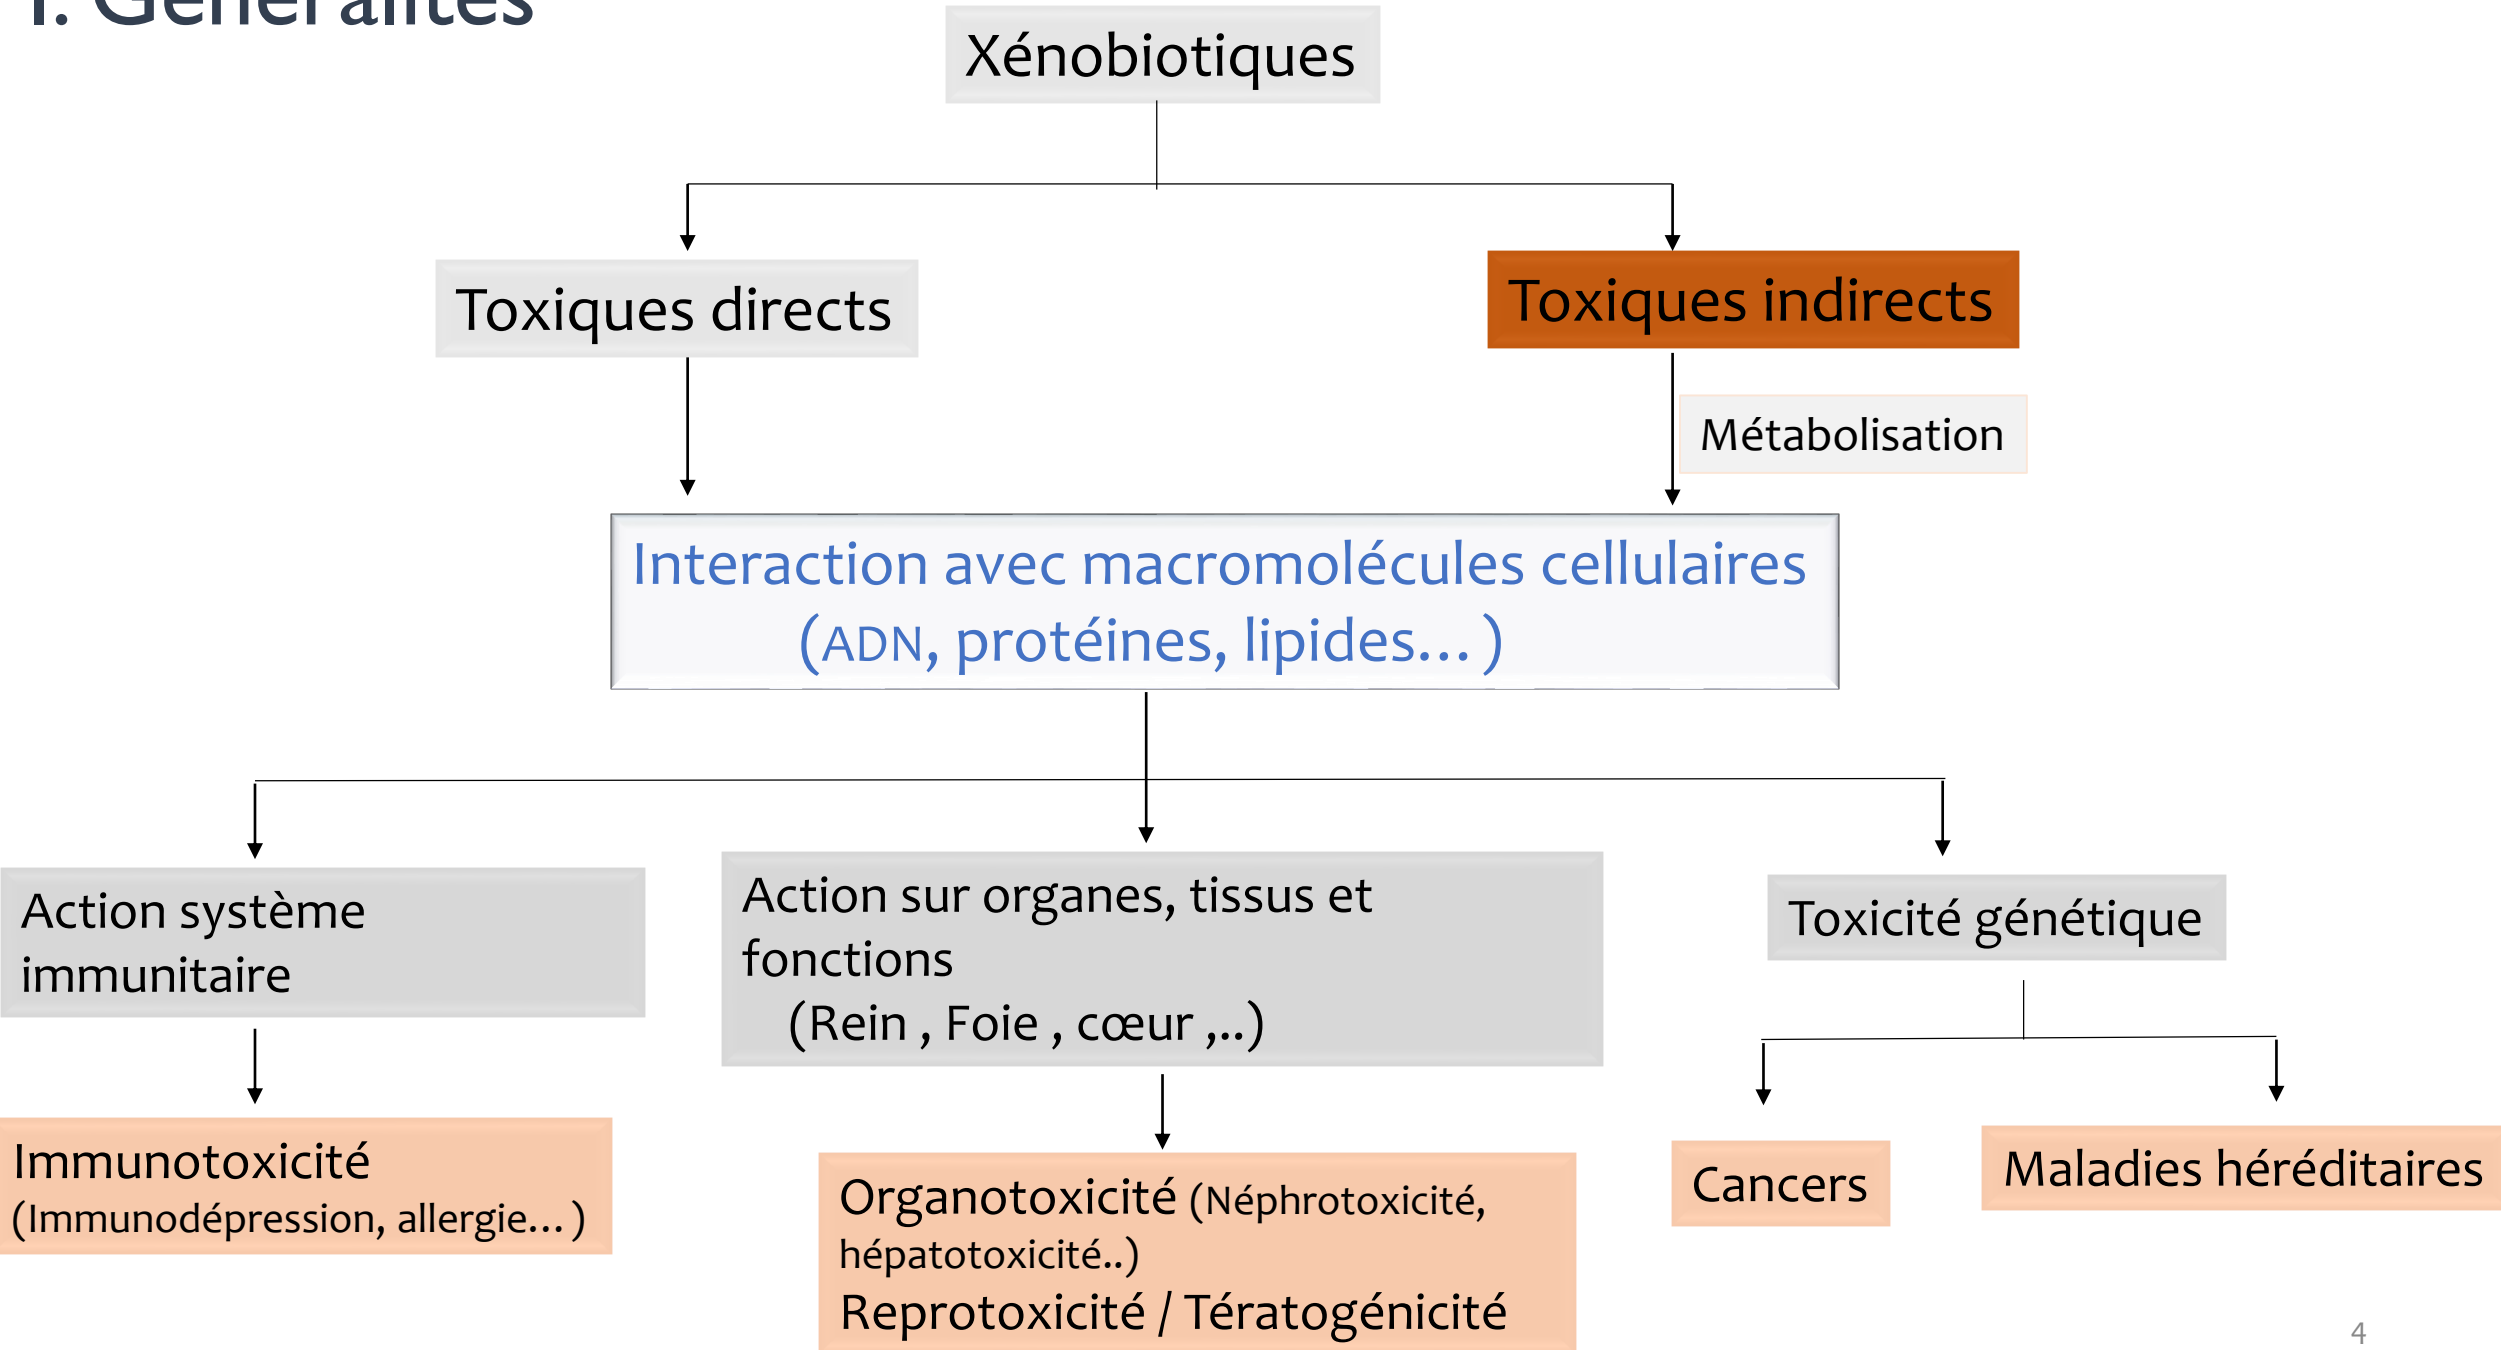 1. Généralités
Xénobiotiques
Toxiques directs
Toxiques indirects
Métabolisation
Interaction avec macromolécules cellulaires
(ADN, protéines, lipides…)
Action système
immunitaire
Action sur organes, tissus et
fonctions
(Rein , Foie , cœur ,..)
Toxicité génétique
Immunotoxicité
(Immunodépression, allergie…)
Organotoxicité (Néphrotoxicité,
hépatotoxicité..)
Reprotoxicité / Tératogénicité
Cancers
Maladies héréditaires
4